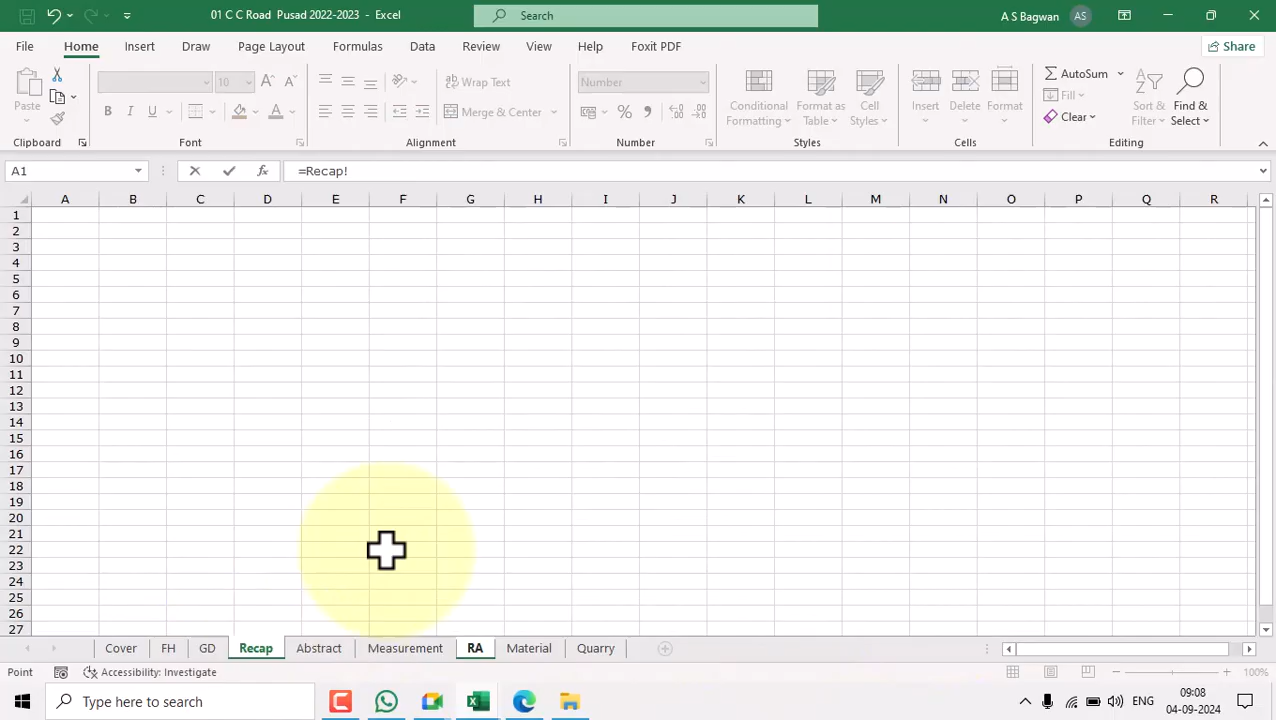 01 C C Road Pusad 2022-2023 - Excel
Search
A S Bagwan AS
File Home Insert Draw Page Layout Formulas Data Review View Help Foxit PDF Share
Paste
10 A A
Wrap Text
Number
Conditional Formatting
Format as Table
Cell Styles
Insert Delete Format
AutoSum
Fill
Clear
Sort & Filter
Find & Select
B I U A
Merge & Center
%
Clipboard Font Alignment Number Styles Cells Editing
A1 fx =Recap!
A B C D E F G H I J K L M N O P Q R
1
2
3
4
5
6
7
8
9
10
11
12
13
14
15
16
17
18
19
20
21
22
23
24
25
26
27
Cover FH GD Recap Abstract Measurement RA Material Quarry
Point Accessibility: Investigate 100%
Type here to search
ENG
09:08
04-09-2024